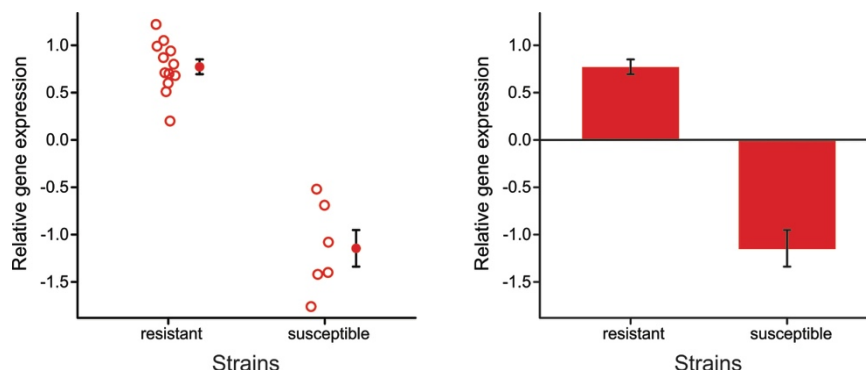 Relative gene expression
1.0
0.5
0.0
-0.5
-1.0
-1.5
resistant susceptible
Strains
Relative gene expression
1.0
0.5
0.0
-0.5
-1.0
-1.5
resistant susceptible
Strains